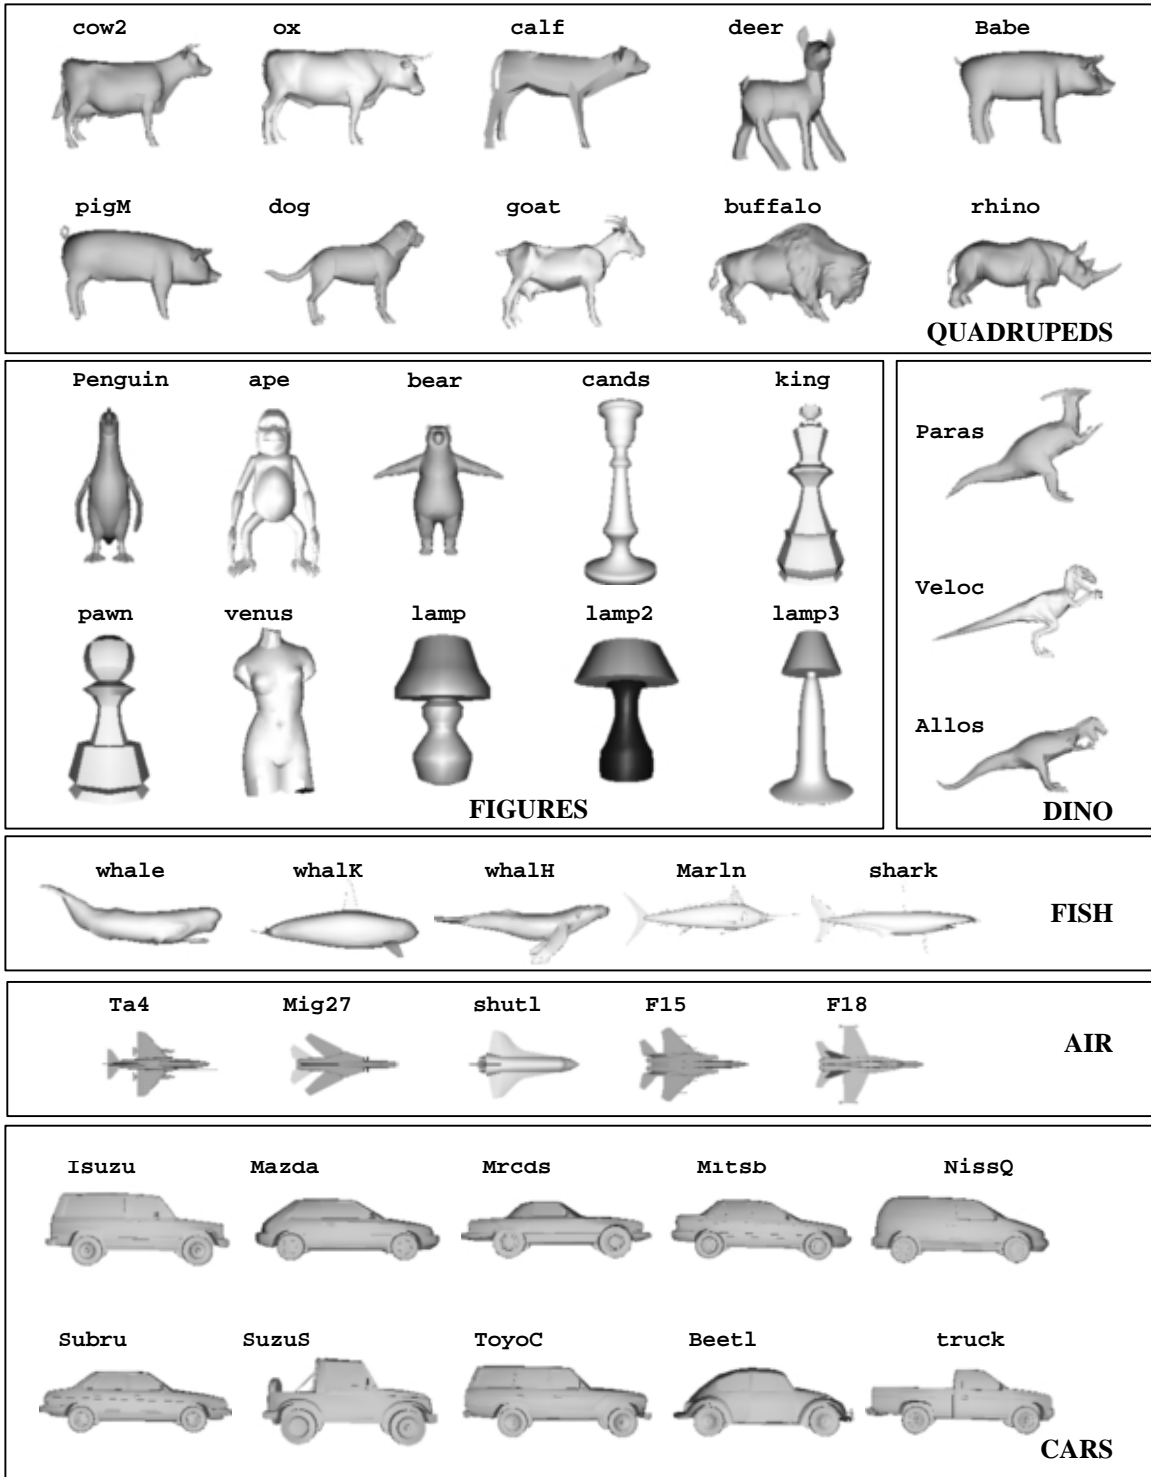 cow2 ox calf deer Babe
pigM dog goat buffalo rhino
QUADRUPEDS
Penguin ape bear cands king
pawn venus lamp lamp2 lamp3
FIGURES
Paras
Veloc
Allos
DINO
whale whalK whalH Marln shark
FISH
Ta4 Mig27 shutl F15 F18
AIR
Isuzu Mazda Mrcds Mitsb NissQ
Subru SuzuS ToyoC Beetl truck
CARS